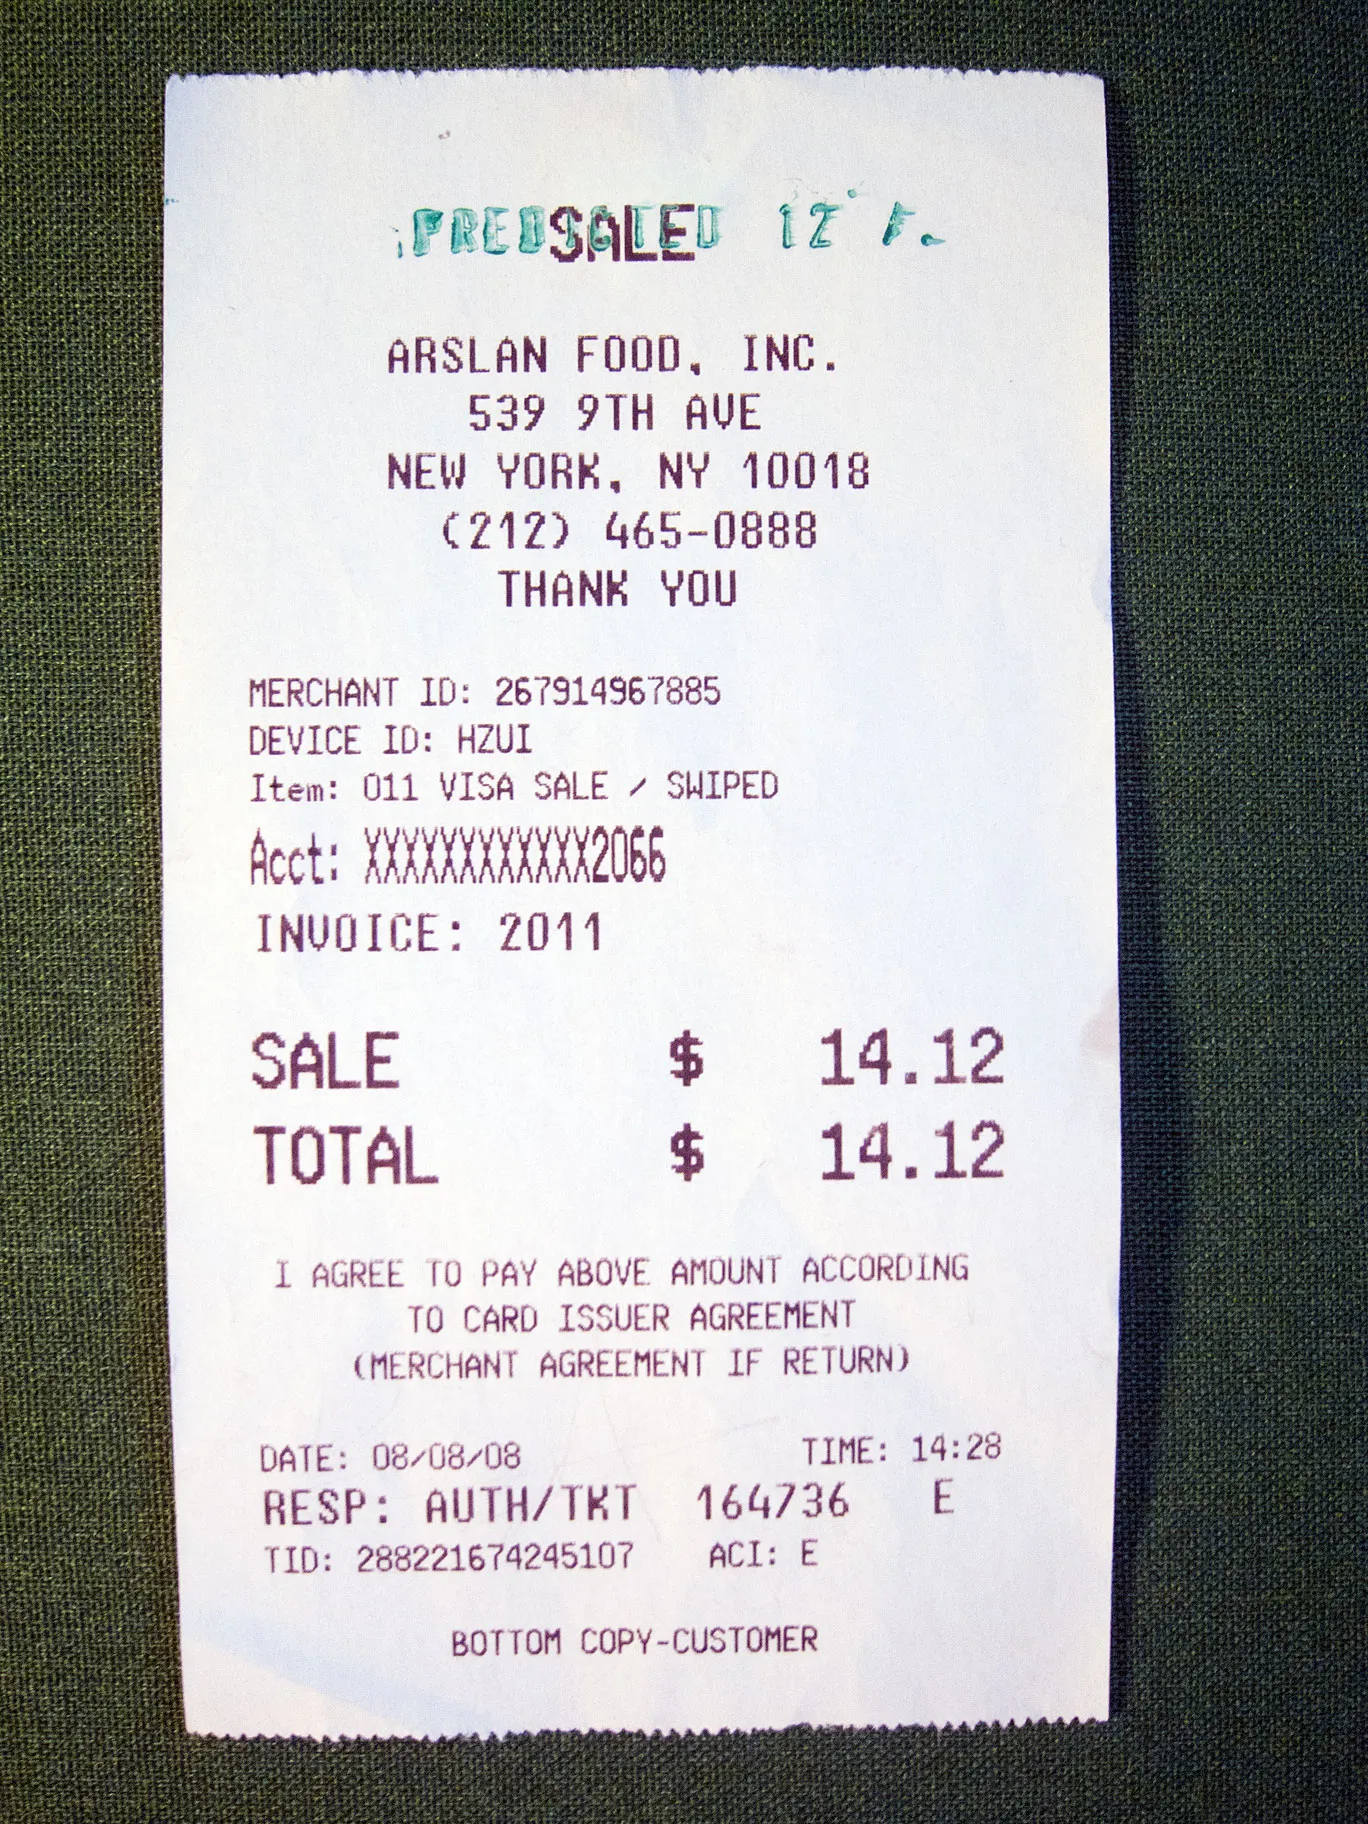 SALE
ARSLAN FOOD, INC.
539 9TH AVE
NEW YORK, NY 10018
(212) 465-0888
THANK YOU
MERCHANT ID: 267914967885
DEVICE ID: HZUI
Item: 011 VISA SALE / SWIPED
Acct: XXXXXXXXXXXX2066
INVOICE: 2011
SALE $ 14.12
TOTAL $ 14.12
I AGREE TO PAY ABOVE AMOUNT ACCORDING
TO CARD ISSUER AGREEMENT
(MERCHANT AGREEMENT IF RETURN)
DATE: 08/08/08 TIME: 14:28
RESP: AUTH/TKT 164736 E
TID: 288221674245107 ACI: E
BOTTOM COPY-CUSTOMER